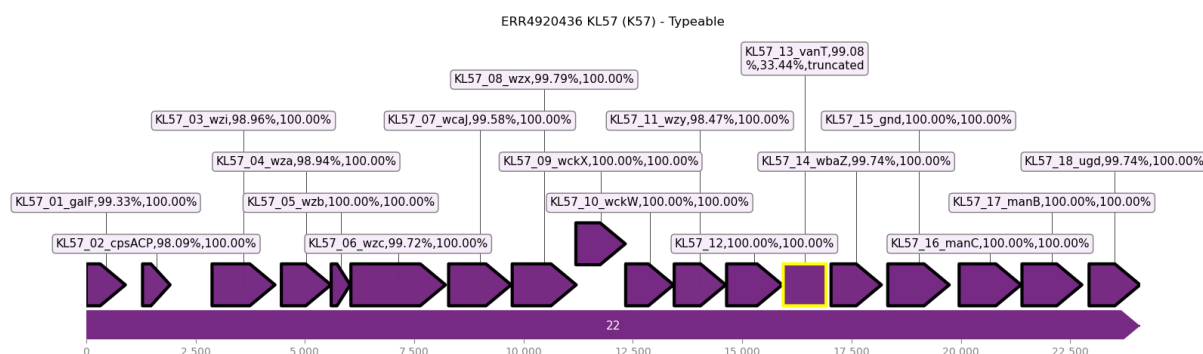 ERR4920436 KL57 (K57) - Typeable
KL57_13_vanT,99.08
%,33.44%,truncated
KL57_08_wzx,99.79%,100.00%
KL57_03_wzi,98.96%,100.00%
KL57_07_wcaJ,99.58%,100.00%
KL57_11_wzy,98.47%,100.00%
KL57_15_gnd,100.00%,100.00%
KL57_04_wza,98.94%,100.00%
KL57_09_wckX,100.00%,100.00%
KL57_14_wbaZ,99.74%,100.00%
KL57_18_ugd,99.74%,100.00%
KL57_01_galF,99.33%,100.00%
KL57_05_wzb,100.00%,100.00%
KL57_10_wckW,100.00%,100.00%
KL57_17_manB,100.00%,100.00%
KL57_02_cpsACP,98.09%,100.00%
KL57_06_wzc,99.72%,100.00%
KL57_12,100.00%,100.00%
KL57_16_manC,100.00%,100.00%
22
0 2 500 5 000 7 500 10 000 12 500 15 000 17 500 20 000 22 500